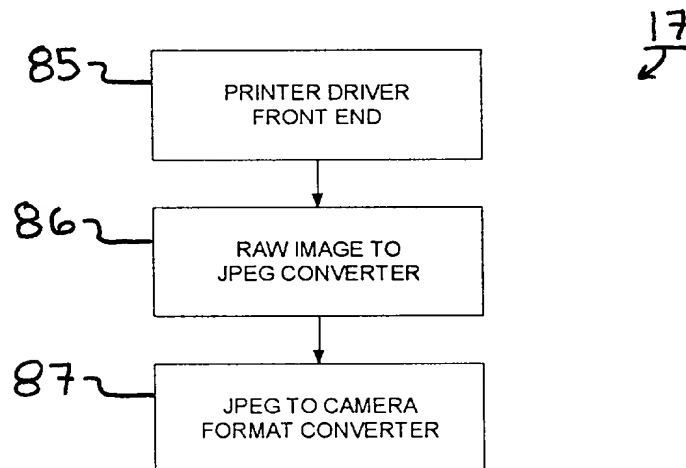 17
85
PRINTER DRIVER
FRONT END
86
RAW IMAGE TO
JPEG CONVERTER
87
JPEG TO CAMERA
FORMAT CONVERTER